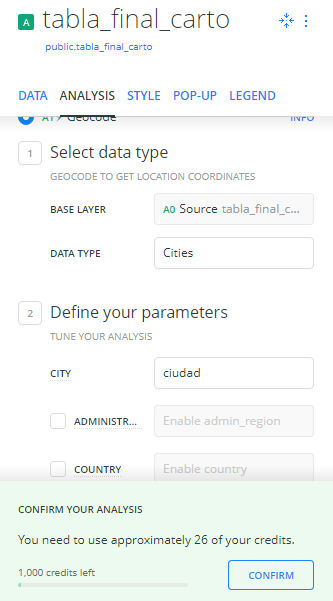 A tabla_final_carto
public.tabla_final_carto
DATA ANALYSIS STYLE POP-UP LEGEND
A1 Geocode INFO
1 Select data type
GEOCODE TO GET LOCATION COORDINATES
BASE LAYER A0 Source tabla_final_c...
DATA TYPE Cities
2 Define your parameters
TUNE YOUR ANALYSIS
CITY ciudad
ADMINISTR... Enable admin_region
COUNTRY Enable country
CONFIRM YOUR ANALYSIS
You need to use approximately 26 of your credits.
1,000 credits left
CONFIRM